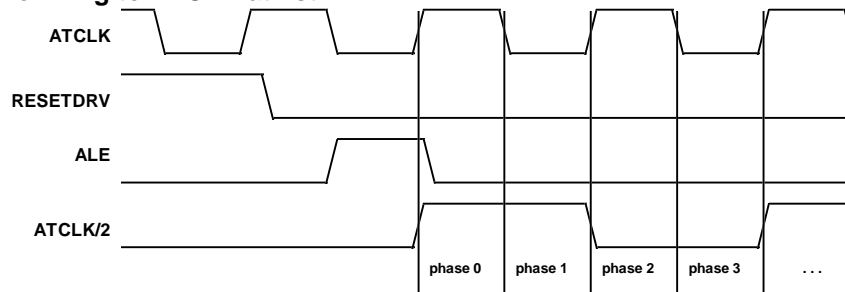 ATCLK
RESETDRV
ALE
ATCLK/2
phase 0 phase 1 phase 2 phase 3 . . .